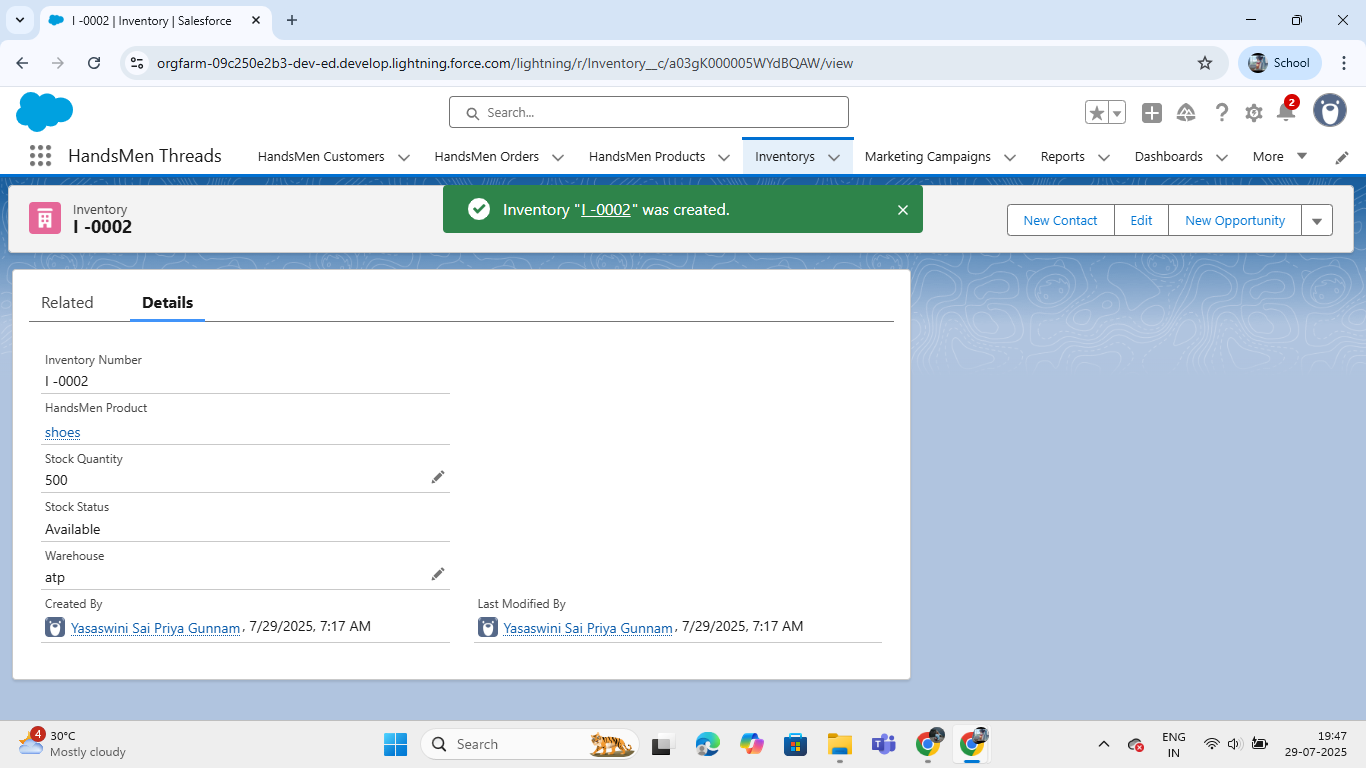 I -0002 | Inventory | Salesforce
orgfarm-09c250e2b3-dev-ed.develop.lightning.force.com/lightning/r/Inventory__c/a03gK000005WYdBQAW/view
School
Search...
2
HandsMen Threads
HandsMen Customers
HandsMen Orders
HandsMen Products
Inventorys
Marketing Campaigns
Reports
Dashboards
More
Inventory
I -0002
Inventory "I -0002" was created.
New Contact
Edit
New Opportunity
Related
Details
Inventory Number
I -0002
HandsMen Product
shoes
Stock Quantity
500
Stock Status
Available
Warehouse
atp
Created By
Yasaswini Sai Priya Gunnam, 7/29/2025, 7:17 AM
Last Modified By
Yasaswini Sai Priya Gunnam, 7/29/2025, 7:17 AM
4
30°C
Mostly cloudy
Search
ENG
IN
19:47
29-07-2025